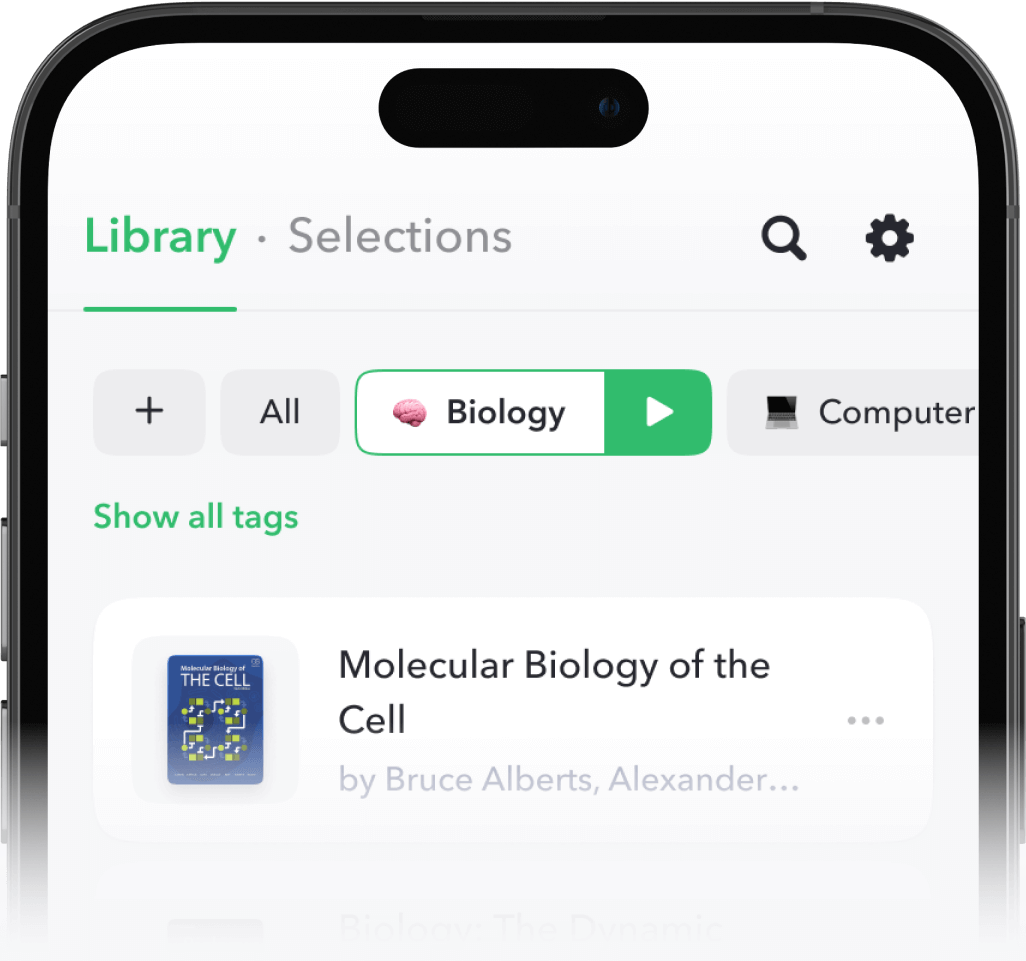 Library · Selections
+ All Biology Computer
Show all tags
Molecular Biology of
THE CELL
Molecular Biology of the
Cell
by Bruce Alberts, Alexander...
Biology: The Dynamic